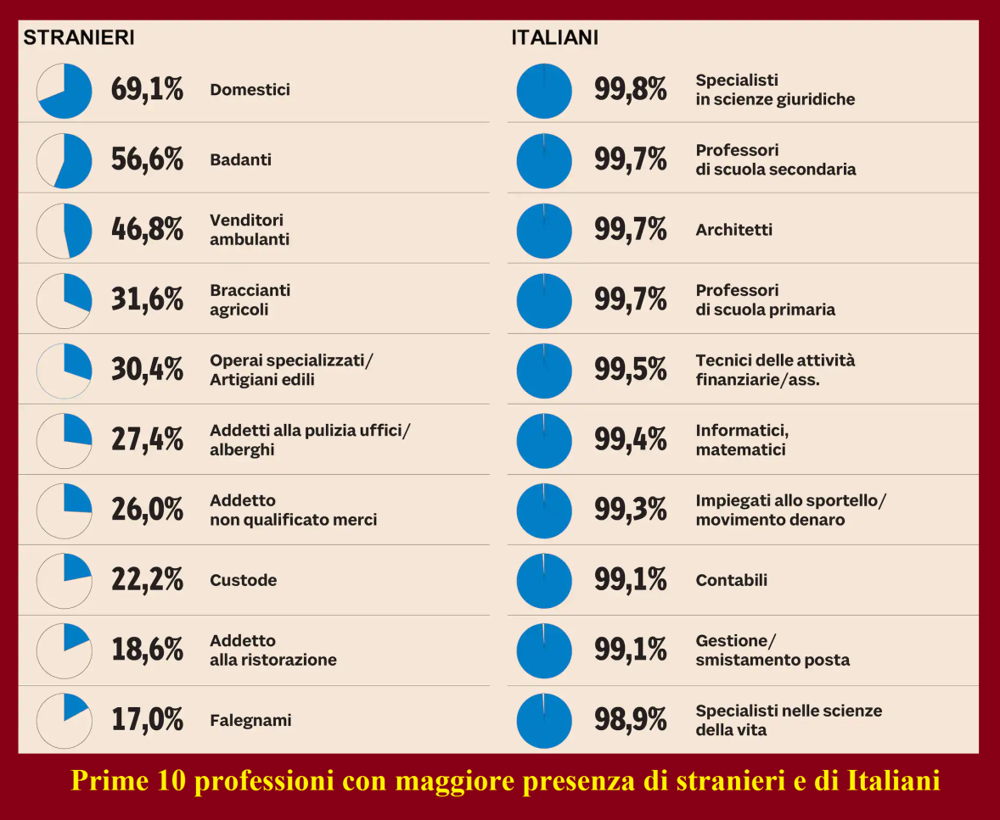 STRANIERI
69,1% Domestici
56,6% Badanti
46,8% Venditori
ambulanti
31,6% Braccianti
agricoli
30,4% Operai specializzati/
Artigiani edili
27,4% Addetti alla pulizia uffici/
alberghi
26,0% Addetto
non qualificato merci
22,2% Custode
18,6% Addetto
alla ristorazione
17,0% Falegnami
ITALIANI
99,8% Specialisti
in scienze giuridiche
99,7% Professori
di scuola secondaria
99,7% Architetti
99,7% Professori
di scuola primaria
99,5% Tecnici delle attività
finanziarie/ass.
99,4% Informatici,
matematici
99,3% Impiegati allo sportello/
movimento denaro
99,1% Contabili
99,1% Gestione/
smistamento posta
98,9% Specialisti nelle scienze
della vita
Prime 10 professioni con maggiore presenza di stranieri e di Italiani